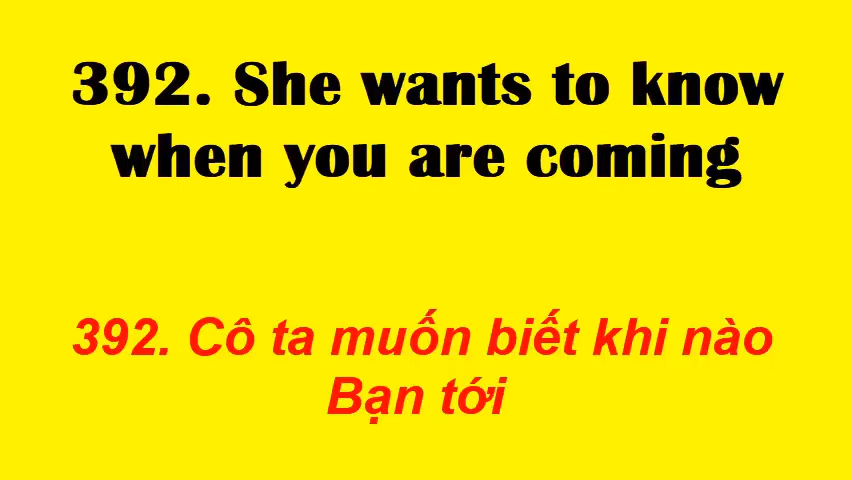 392. She wants to know
when you are coming
392. Cô ta muốn biết khi nào
Bạn tới